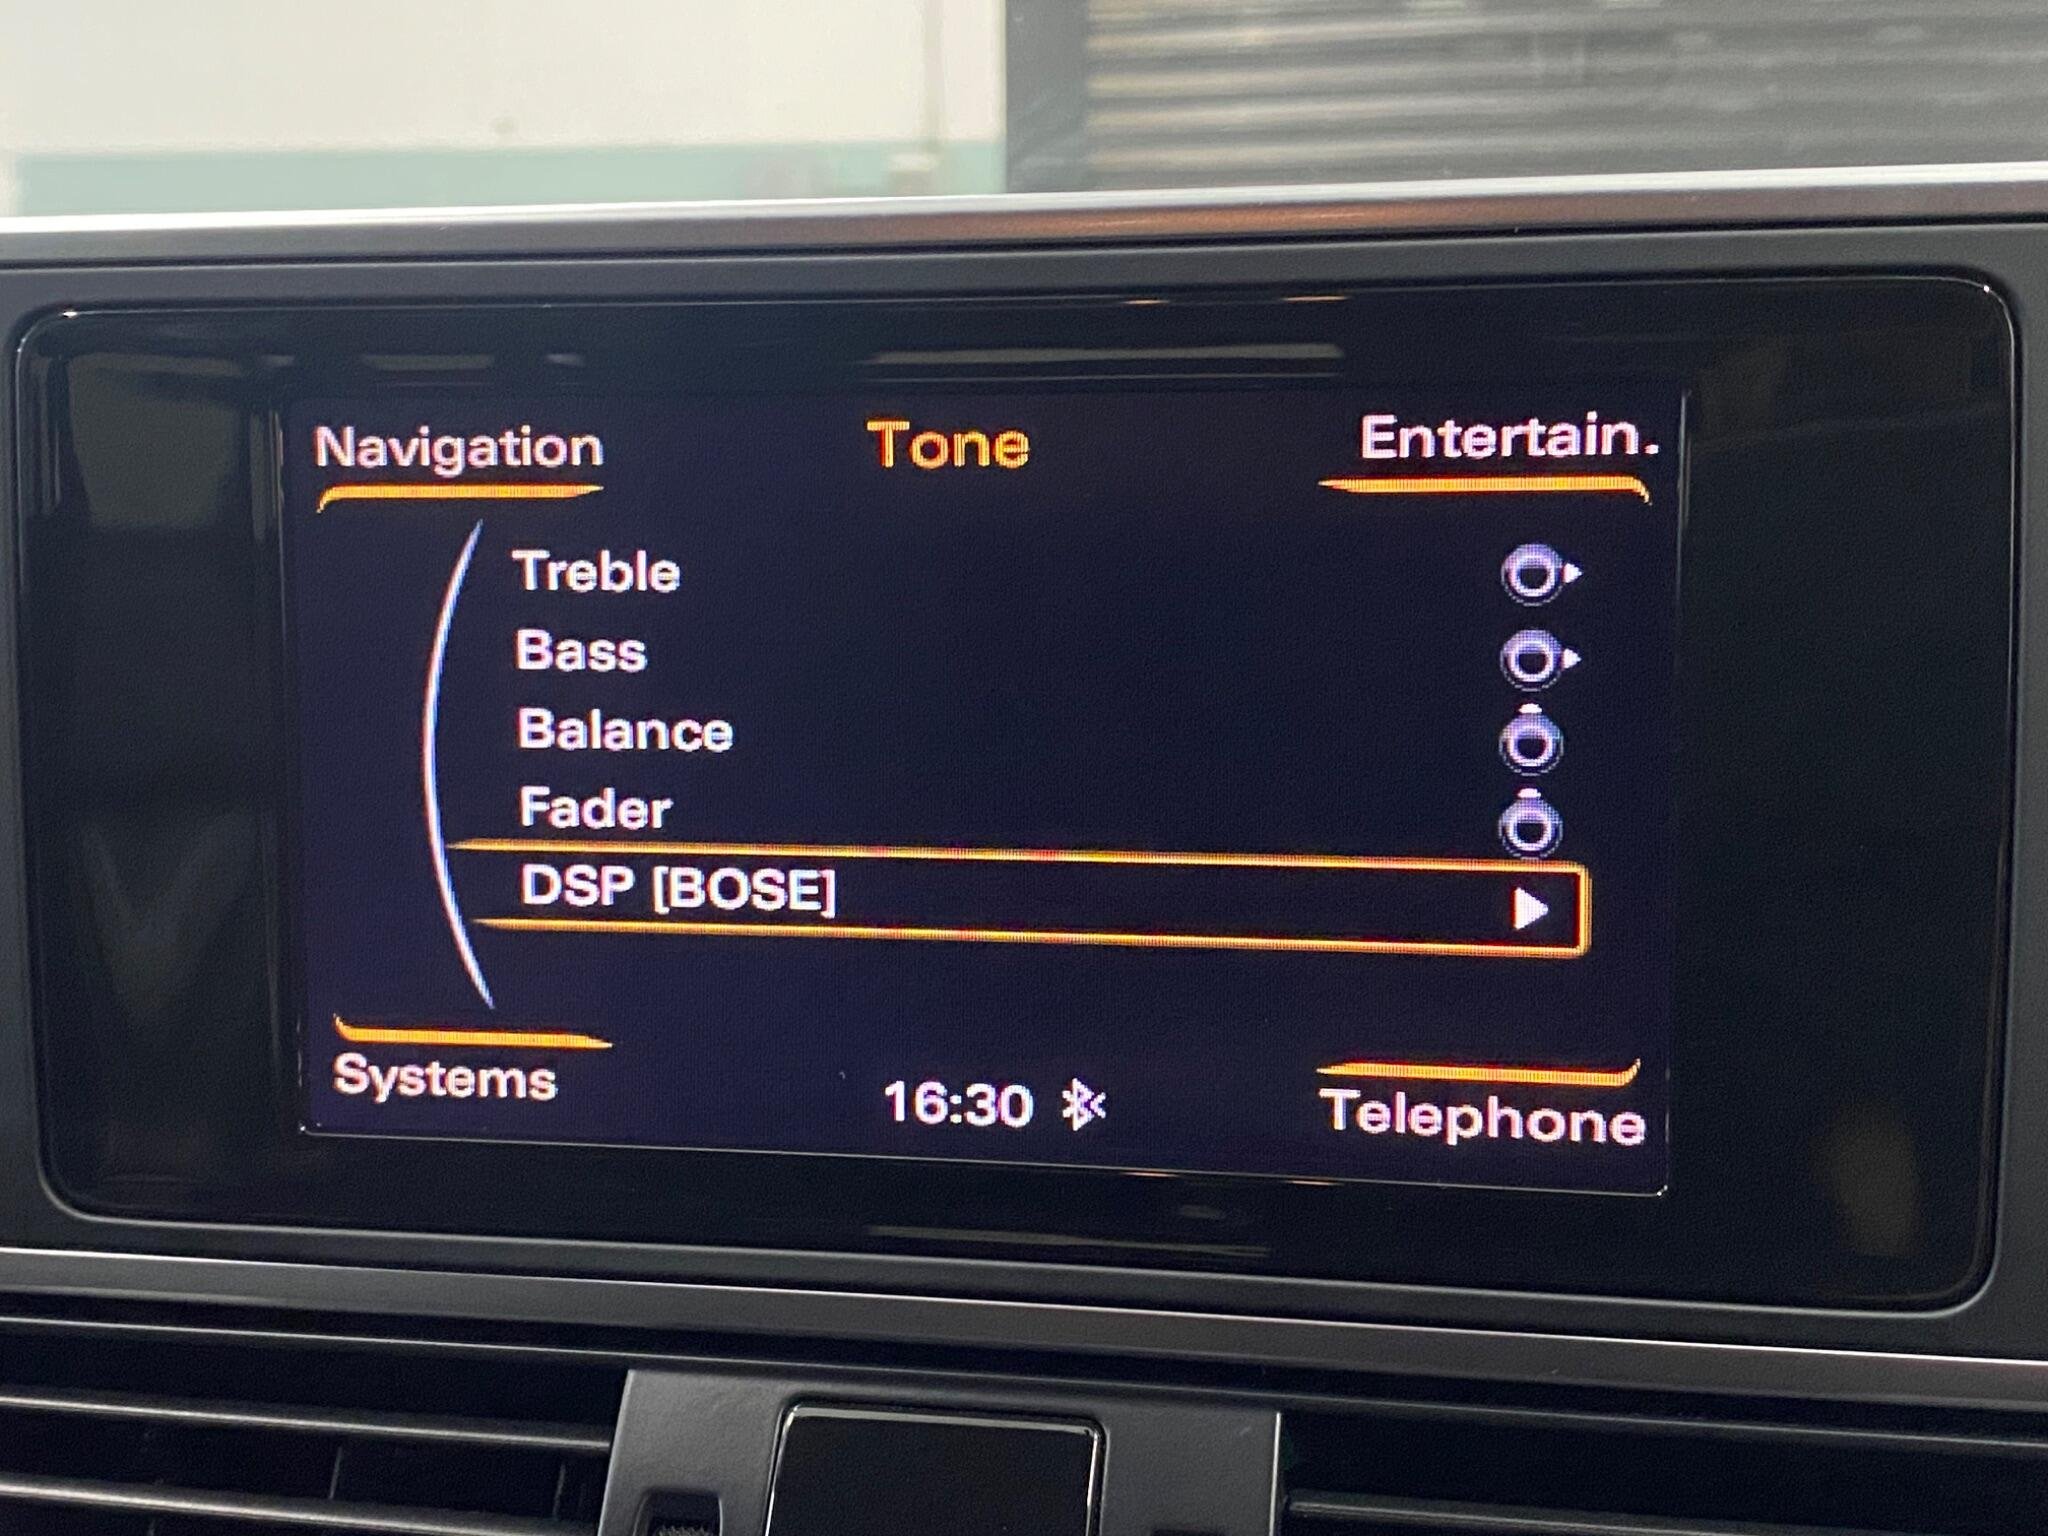 Navigation Tone Entertain.
Treble
Bass
Balance
Fader
DSP [BOSE]
Systems 16:30 Telephone